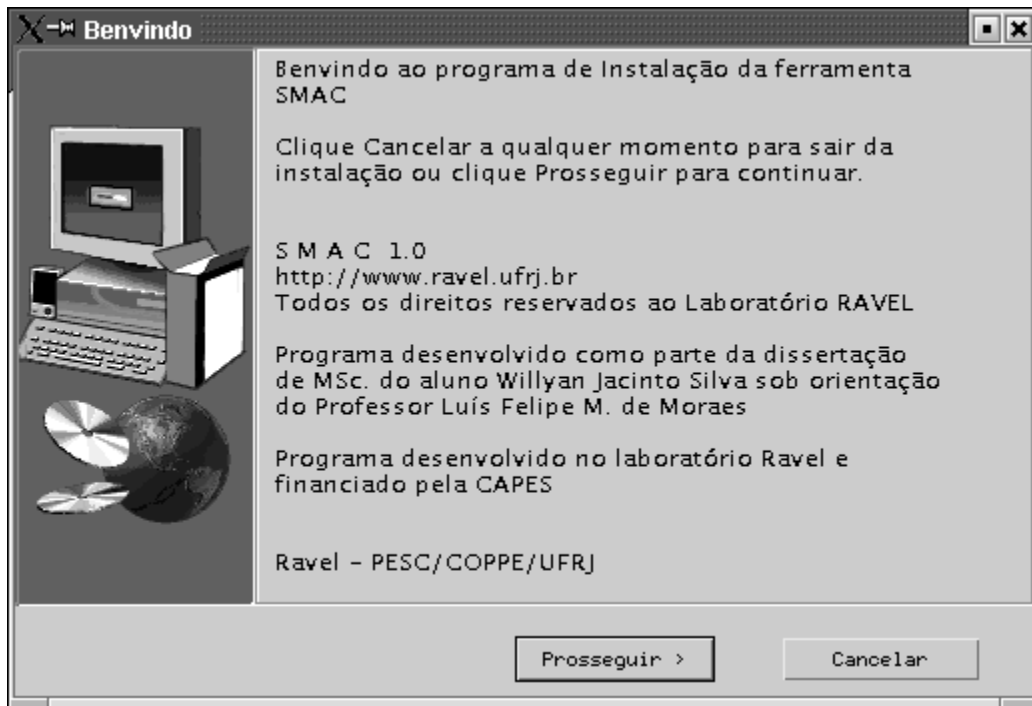 Benvindo
Benvindo ao programa de Instalação da ferramenta
SMAC
Clique Cancelar a qualquer momento para sair da
instalação ou clique Prosseguir para continuar.
S M A C 1.0
http://www.ravel.ufrj.br
Todos os direitos reservados ao Laboratório RAVEL
Programa desenvolvido como parte da dissertação
de MSc. do aluno Willyan Jacinto Silva sob orientação
do Professor Luís Felipe M. de Moraes
Programa desenvolvido no laboratório Ravel e
financiado pela CAPES
Ravel – PESC/COPPE/UFRJ
Prosseguir >
Cancelar